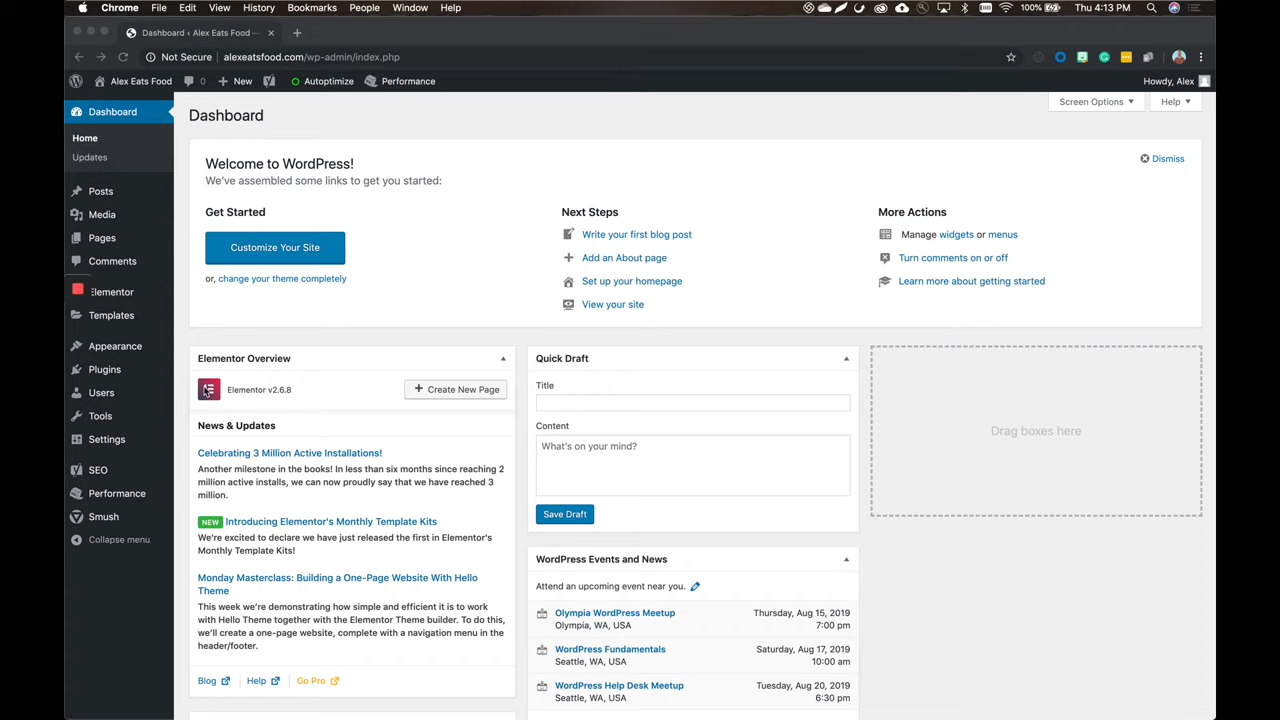 Chrome File Edit View History Bookmarks People Window Help 100% Thu 4:13 PM
Dashboard ‹ Alex Eats Food —
Not Secure alexeatsfood.com/wp-admin/index.php
Alex Eats Food 0 New Autoptimize Performance Howdy, Alex
Dashboard
Home
Updates
Posts
Media
Pages
Comments
Elementor
Templates
Appearance
Plugins
Users
Tools
Settings
SEO
Performance
Smush
Collapse menu
Dashboard
Screen Options Help
Welcome to WordPress!
We've assembled some links to get you started:
Dismiss
Get Started
Customize Your Site
or, change your theme completely
Next Steps
Write your first blog post
Add an About page
Set up your homepage
View your site
More Actions
Manage widgets or menus
Turn comments on or off
Learn more about getting started
Elementor Overview
Elementor v2.6.8
Create New Page
News & Updates
Celebrating 3 Million Active Installations!
Another milestone in the books! In less than six months since reaching 2
million active installs, we can now proudly say that we have reached 3
million.
NEW Introducing Elementor's Monthly Template Kits
We're excited to declare we have just released the first in Elementor's
Monthly Template Kits!
Monday Masterclass: Building a One-Page Website With Hello
Theme
This week we're demonstrating how simple and efficient it is to work
with Hello Theme together with the Elementor Theme builder. To do this,
we'll create a one-page website, complete with a navigation menu in the
header/footer.
Blog Help Go Pro
Quick Draft
Title
Content
What's on your mind?
Save Draft
WordPress Events and News
Attend an upcoming event near you.
Olympia WordPress Meetup Thursday, Aug 15, 2019
Olympia, WA, USA 7:00 pm
WordPress Fundamentals Saturday, Aug 17, 2019
Seattle, WA, USA 10:00 am
WordPress Help Desk Meetup Tuesday, Aug 20, 2019
Seattle, WA, USA 6:30 pm
Drag boxes here